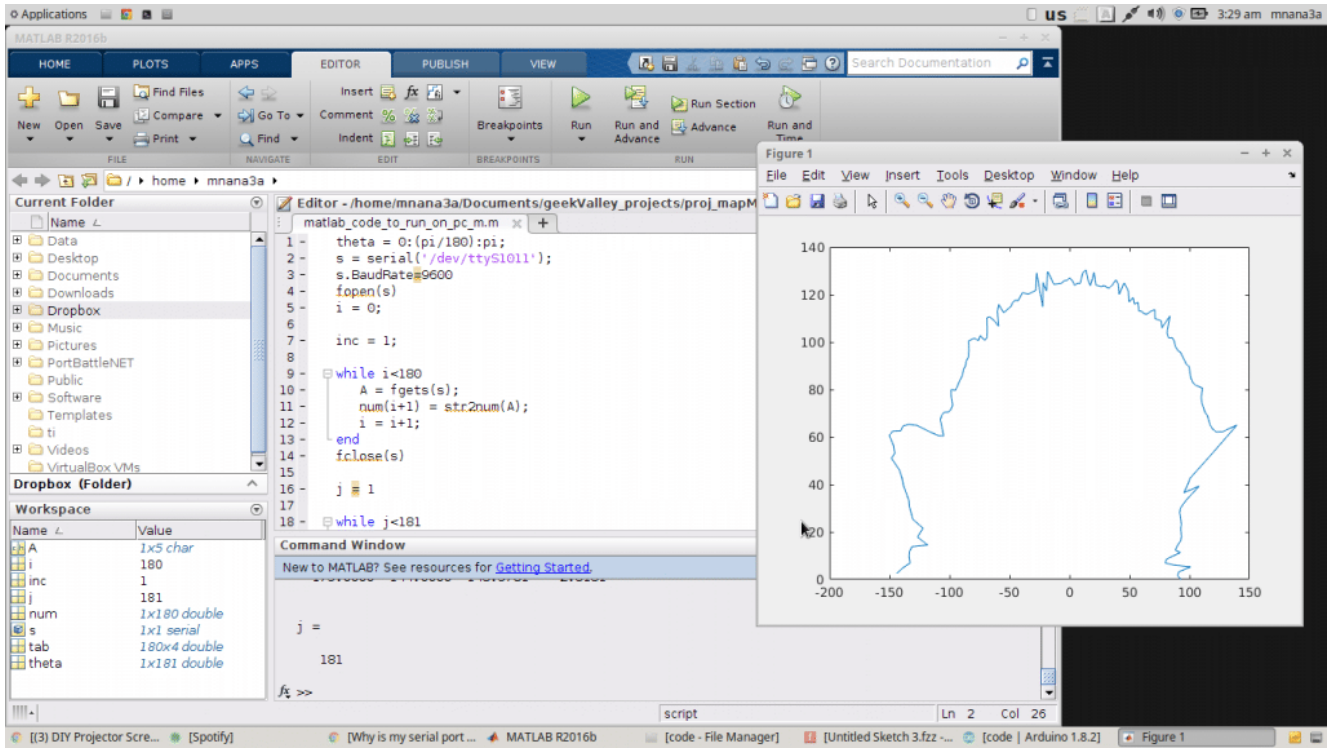 Applications
us A 3:29 am mnana3a
MATLAB R2016b
HOME PLOTS APPS EDITOR PUBLISH VIEW Search Documentation
New Open Save Find Files Compare Print
FILE
Go To Find
NAVIGATE
Insert fx Comment Indent
EDIT
Breakpoints
BREAKPOINTS
Run Run and Advance Run Section Advance Run and Time
RUN
/ home mnana3a
Current Folder
Name
Data
Desktop
Documents
Downloads
Dropbox
Music
Pictures
PortBattleNET
Public
Software
Templates
ti
Videos
VirtualBox VMs
Dropbox (Folder)
Workspace
Name Value
A 1x5 char
i 180
inc 1
j 181
num 1x180 double
s 1x1 serial
tab 180x4 double
theta 1x181 double
Editor - /home/mnana3a/Documents/geekValley_projects/proj_mapM
matlab_code_to_run_on_pc_m.m
1 - theta = 0:(pi/180):pi;
2 - s = serial('/dev/ttyS1011');
3 - s.BaudRate=9600
4 - fopen(s)
5 - i = 0;
6
7 - inc = 1;
8
9 - while i<180
10 - A = fgets(s);
11 - num(i+1) = str2num(A);
12 - i = i+1;
13 - end
14 - fclose(s)
15
16 - j = 1
17
18 - while j<181
Command Window
New to MATLAB? See resources for Getting Started.
j =
181
fx >>
script Ln 2 Col 26
Figure 1
File Edit View Insert Tools Desktop Window Help
140
120
100
80
60
40
20
0
-200 -150 -100 -50 0 50 100 150
[(3) DIY Projector Scre... [Spotify] [Why is my serial port ... MATLAB R2016b [code - File Manager] [Untitled Sketch 3.fzz -... [code | Arduino 1.8.2] Figure 1